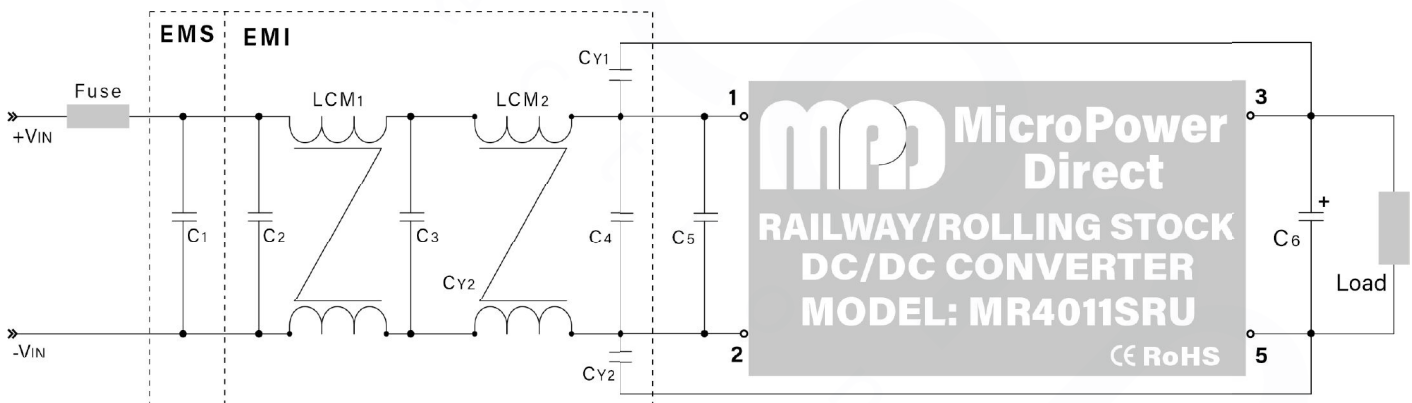 EMS
EMI
CY1
Fuse
LCM1
LCM2
1
3
+VIN
MPD
MicroPower
Direct
+
C1
C2
C3
C4
C5
RAILWAY/ROLLING STOCK
C6
DC/DC CONVERTER
CY2
Load
MODEL: MR4011SRU
-VIN
2
CE RoHS
5
CY2